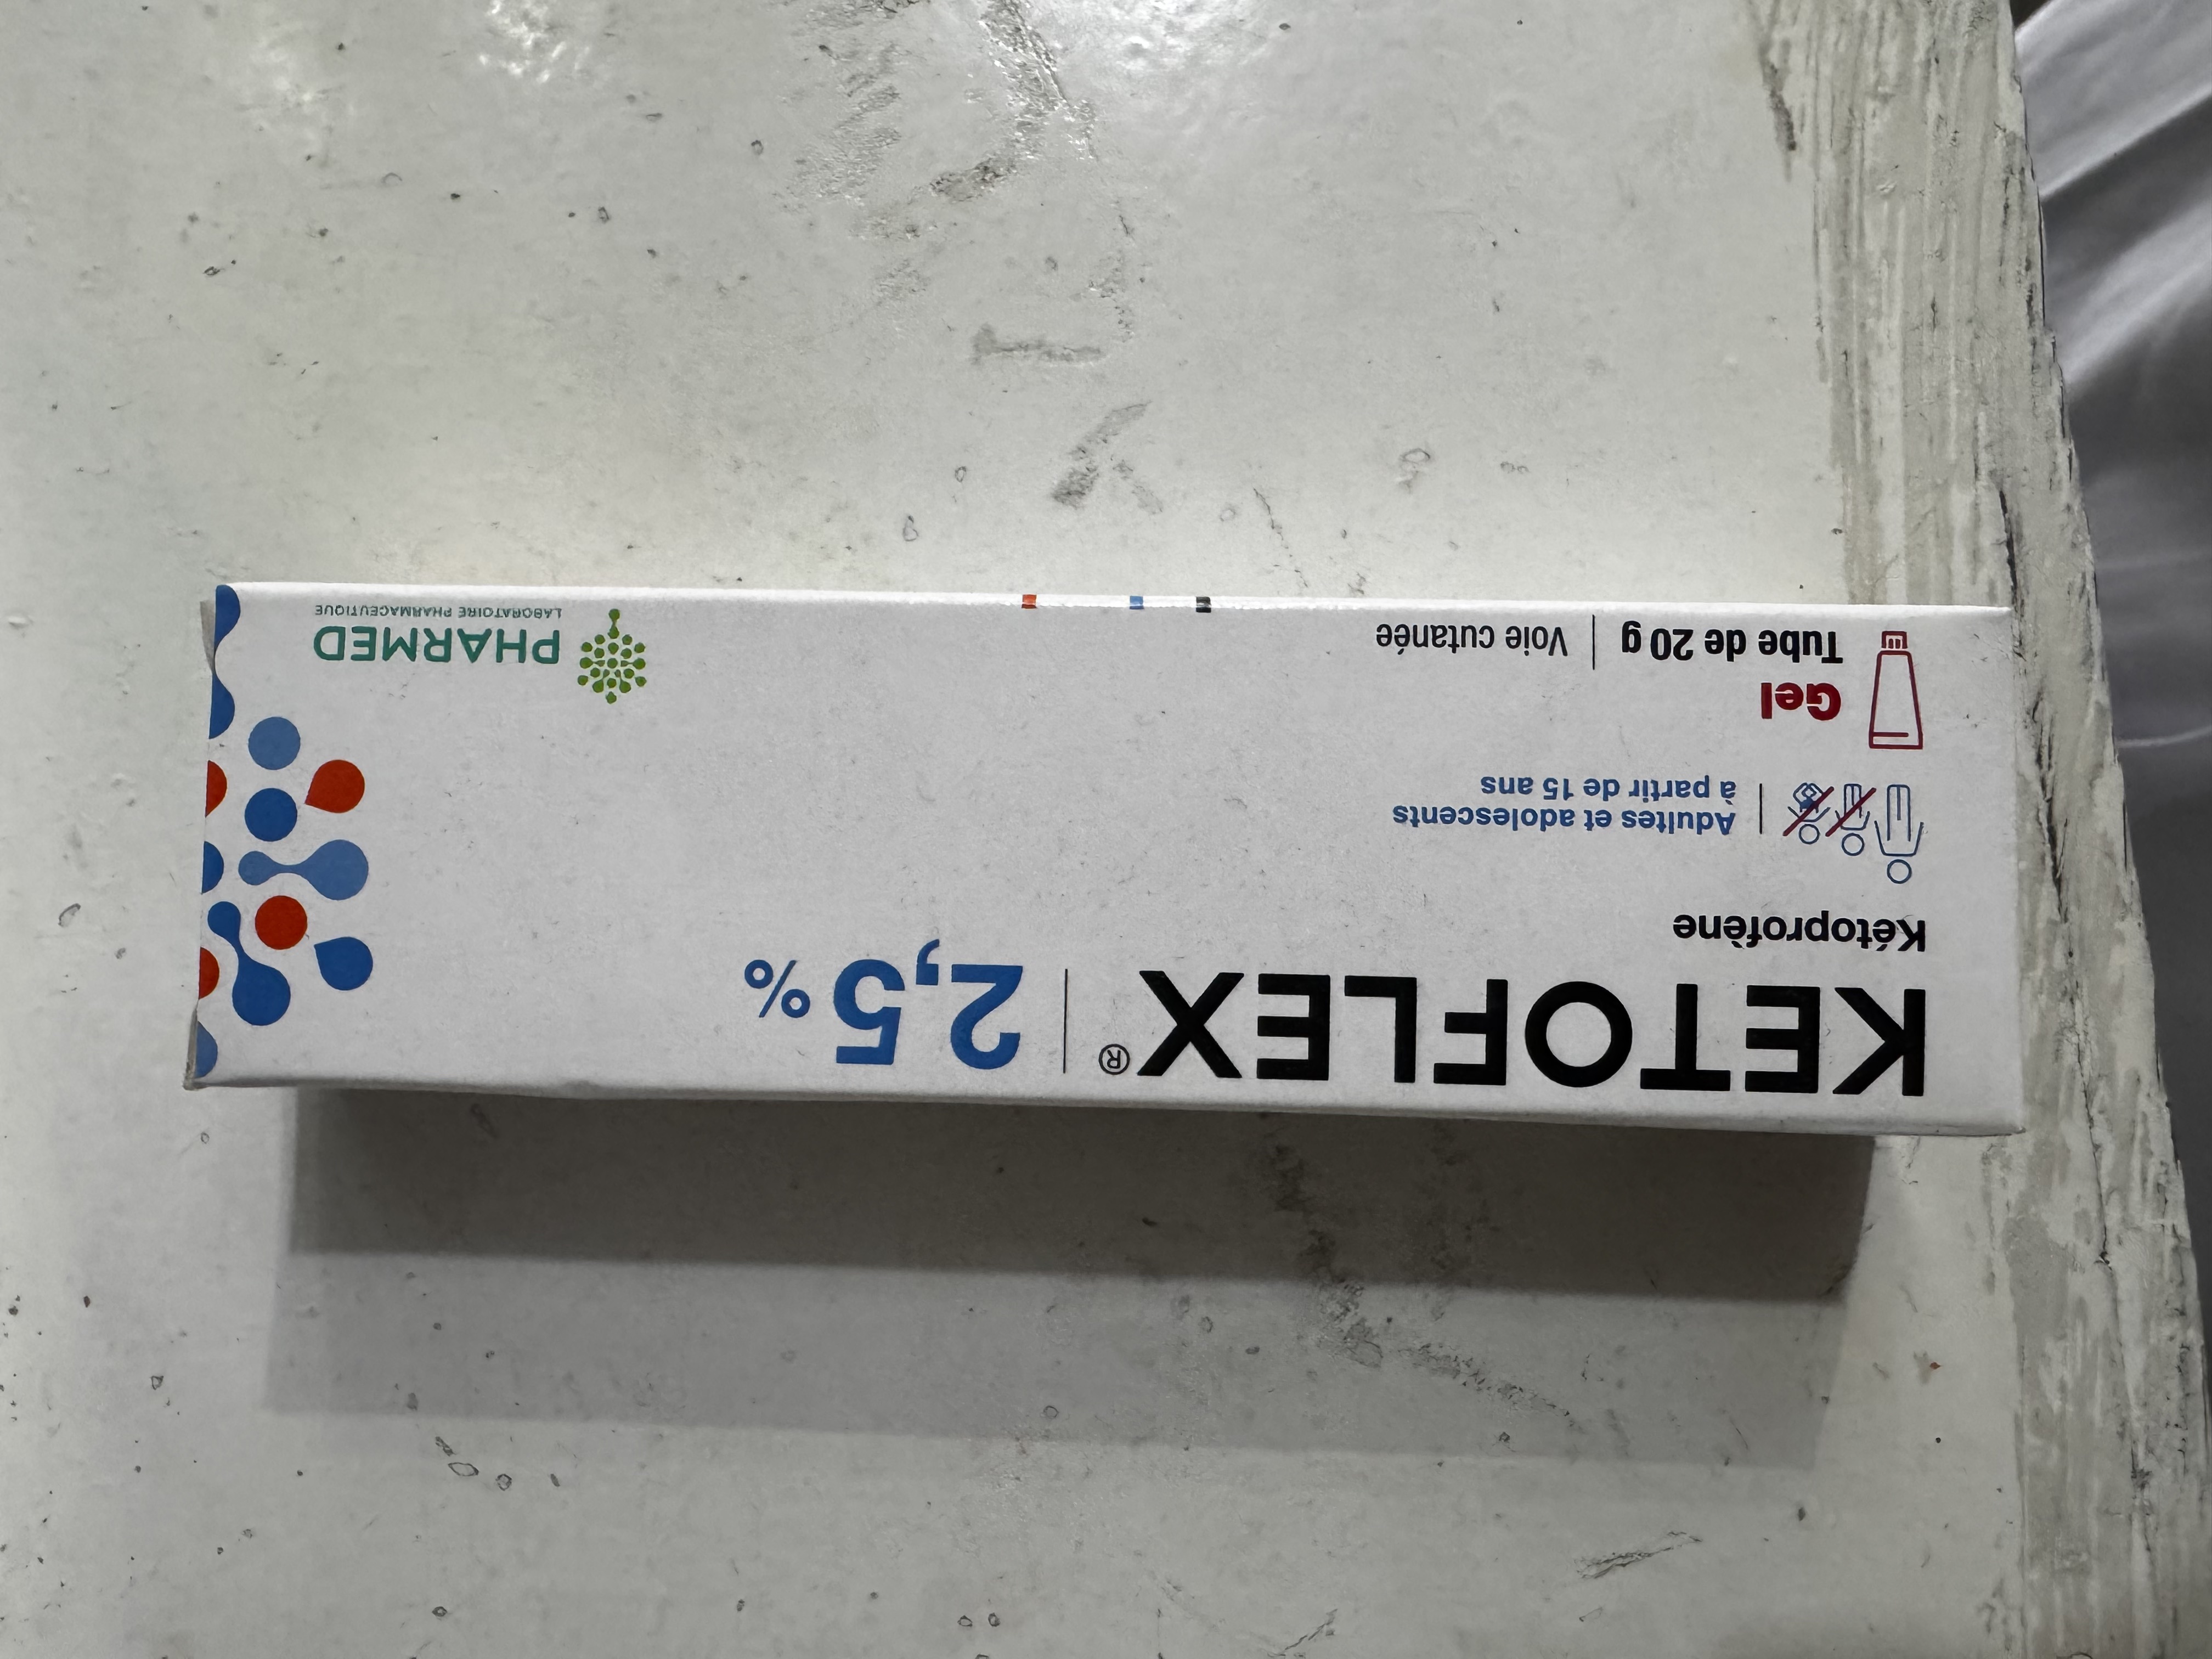 KETOFLEX® | 2,5 %
Kétoprofène
Adultes et adolescents
à partir de 15 ans
Gel
Tube de 20 g | Voie cutanée
PHARMED
LABORATOIRE PHARMACEUTIQUE